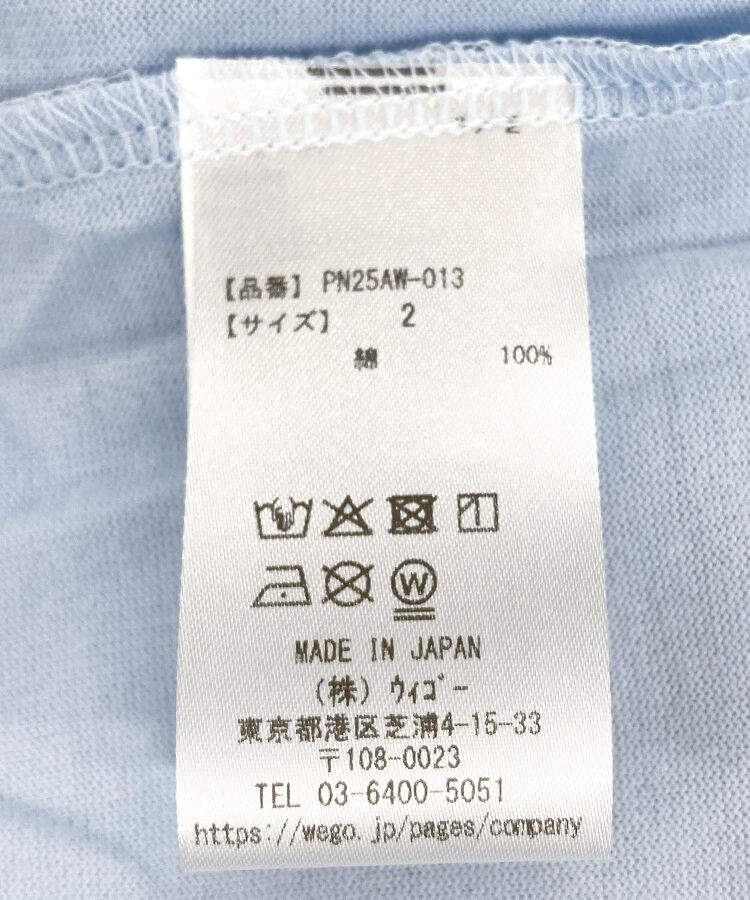 【品番】 PN25AW-013
【サイズ】 2
綿 100%
W
MADE IN JAPAN
(株) ウィゴー
東京都港区芝浦4-15-33
〒108-0023
TEL 03-6400-5051
https://wego.jp/pages/company